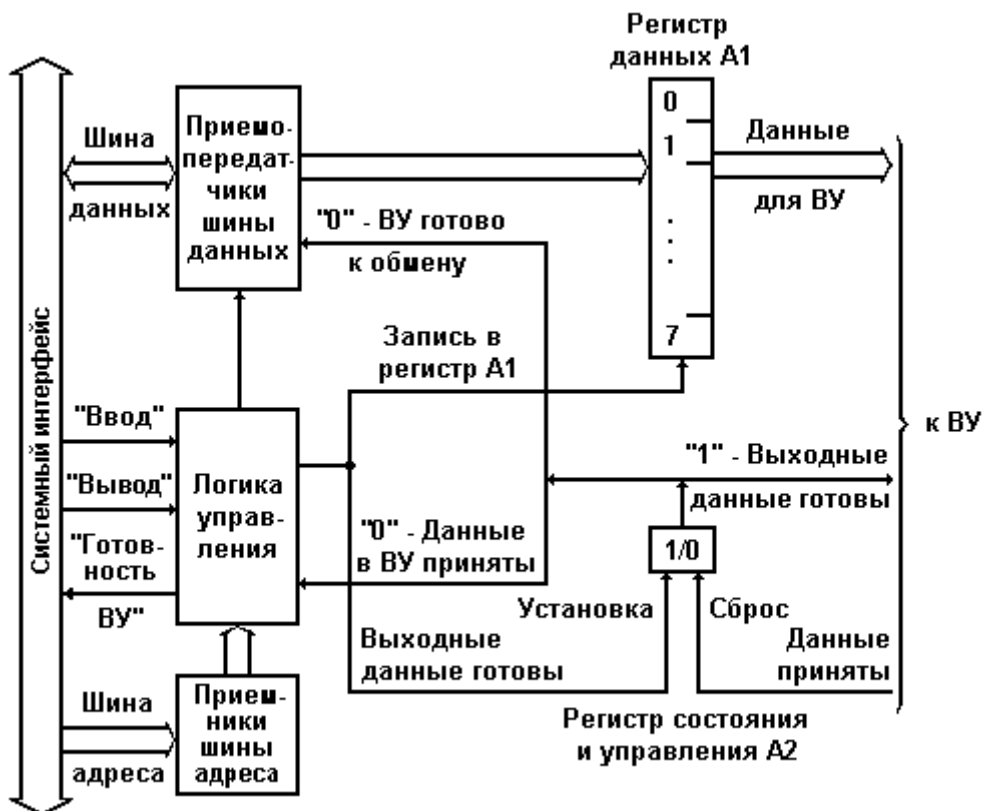 Регистр
данных А1
0
1
7
Шина
данных
Приемо-
передат-
чики
шины
данных
Данные
для ВУ
"0" - ВУ готово
к обмену
Системный интерфейс
Запись в
регистр А1
"Ввод"
"Вывод"
"Готов-
ность
ВУ"
Логика
управ-
ления
к ВУ
"1" - Выходные
данные готовы
"0" - Данные
в ВУ приняты
1/0
Установка
Сброс
Выходные
данные готовы
Данные
приняты
Шина
адреса
Прием-
ники
шины
адреса
Регистр состояния
и управления А2